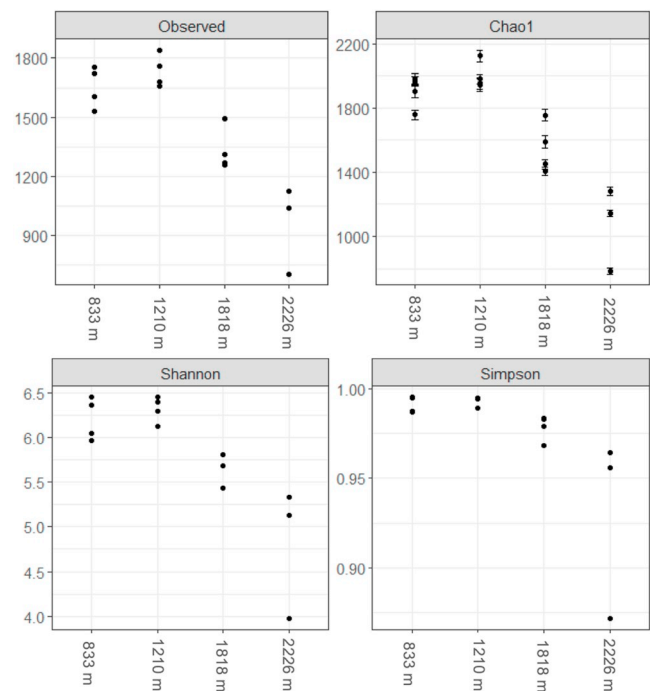 Observed
1800
1500
1200
900
833 m
1210 m
1818 m
2226 m
Chao1
2200
1800
1400
1000
833 m
1210 m
1818 m
2226 m
Shannon
6.5
6.0
5.5
5.0
4.5
4.0
833 m
1210 m
1818 m
2226 m
Simpson
1.00
0.95
0.90
833 m
1210 m
1818 m
2226 m